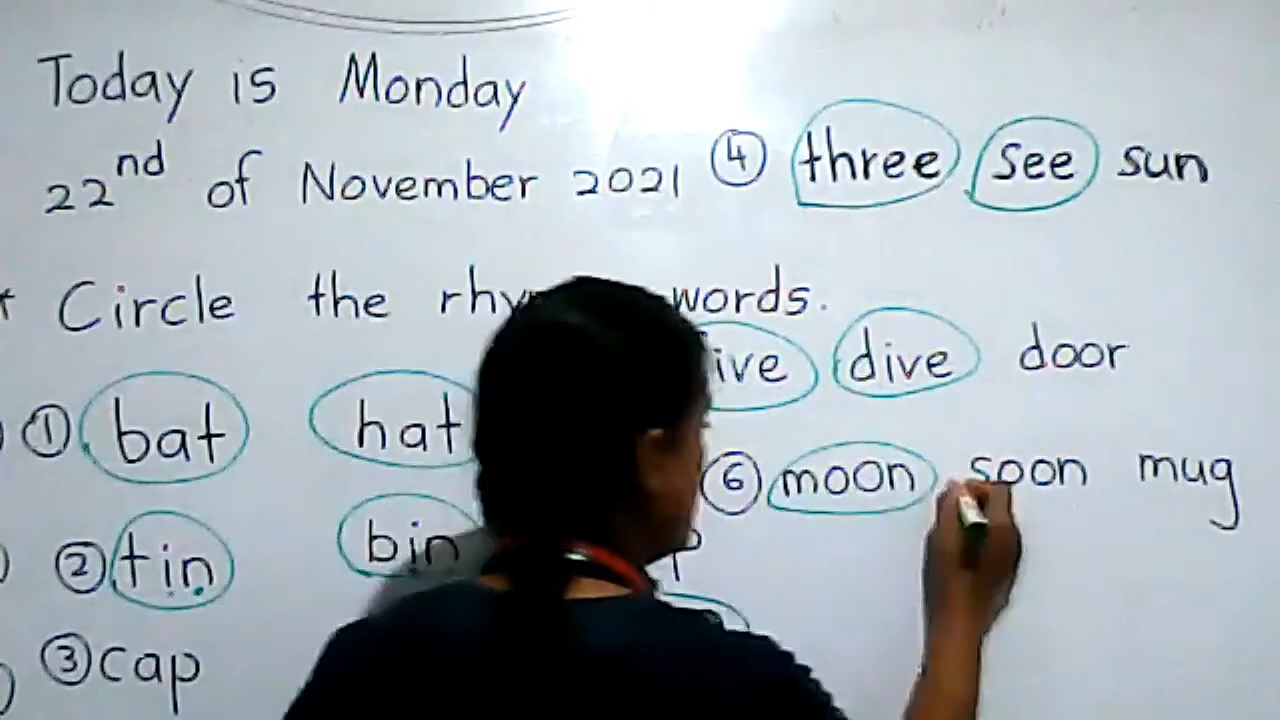 Today is Monday
22nd of November 2021
Circle the words.
① bat hat
② tin bin
③ cap
④ three see sun
dive door
⑥ moon soon mug